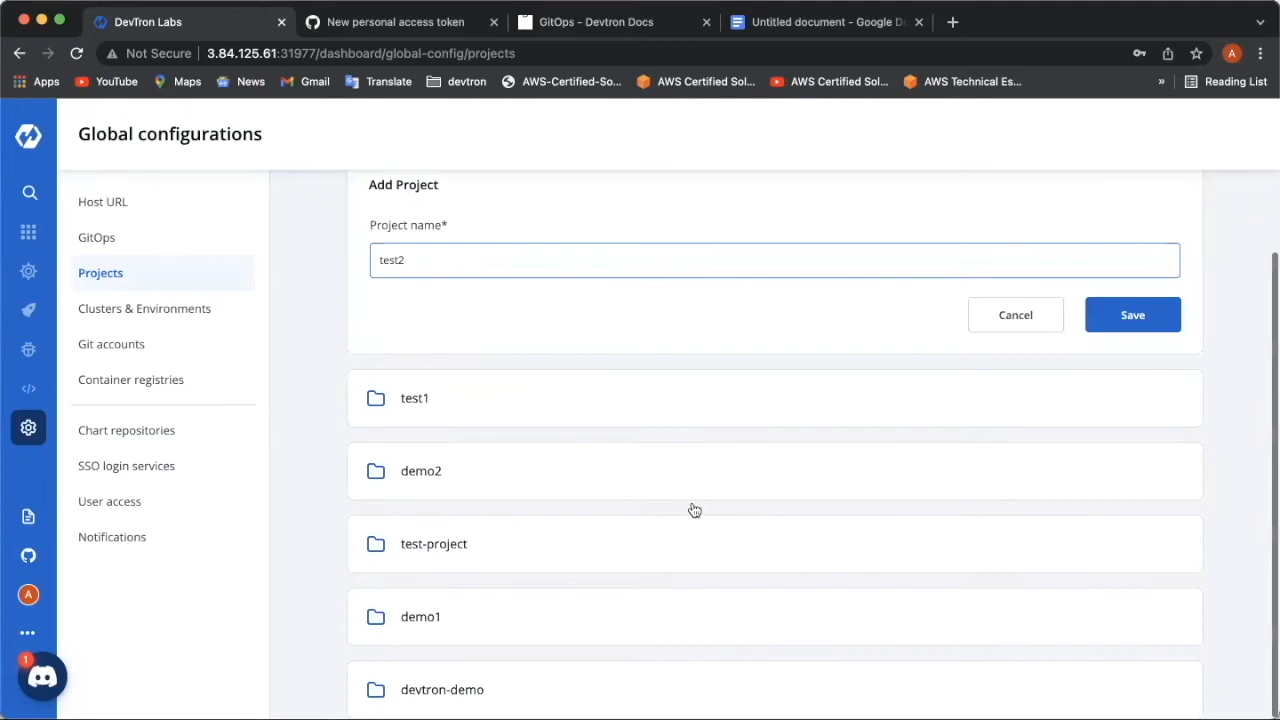 DevTron Labs
New personal access token
GitOps - Devtron Docs
Untitled document - Google D
Not Secure 3.84.125.61:31977/dashboard/global-config/projects
A
Apps
YouTube
Maps
News
Gmail
Translate
devtron
AWS-Certified-So...
AWS Certified Sol...
AWS Certified Sol...
AWS Technical Es...
»
Reading List
Global configurations
Host URL
GitOps
Projects
Clusters & Environments
Git accounts
Container registries
Chart repositories
SSO login services
User access
Notifications
A
1
Add Project
Project name*
test2
Cancel
Save
test1
demo2
test-project
demo1
devtron-demo